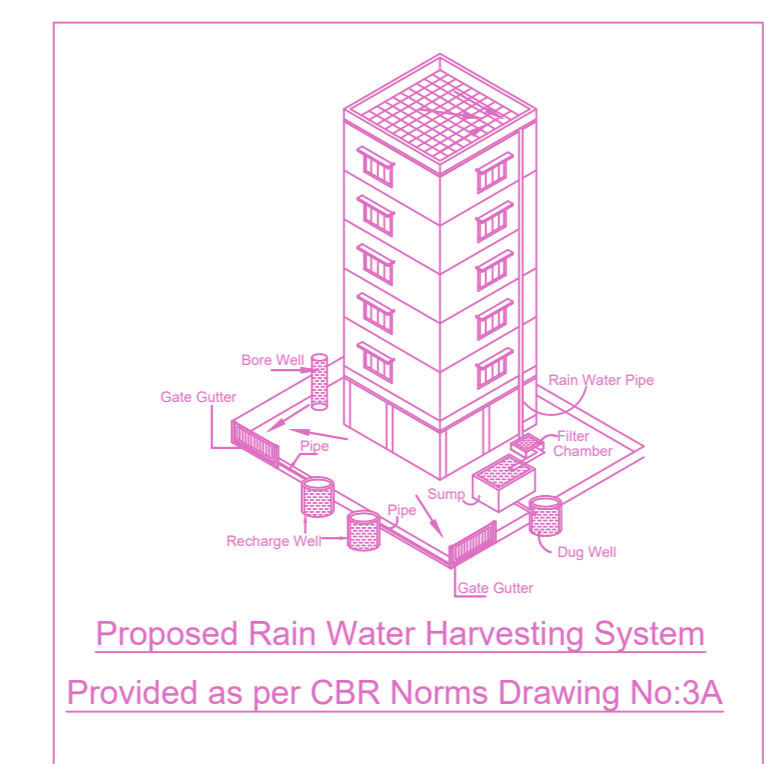 Bore Well
Gate Gutter
Rain Water Pipe
Pipe
Filter
Chamber
Sump
Pipe
Recharge Well
Dug Well
Gate Gutter
Proposed Rain Water Harvesting System
Provided as per CBR Norms Drawing No:3A